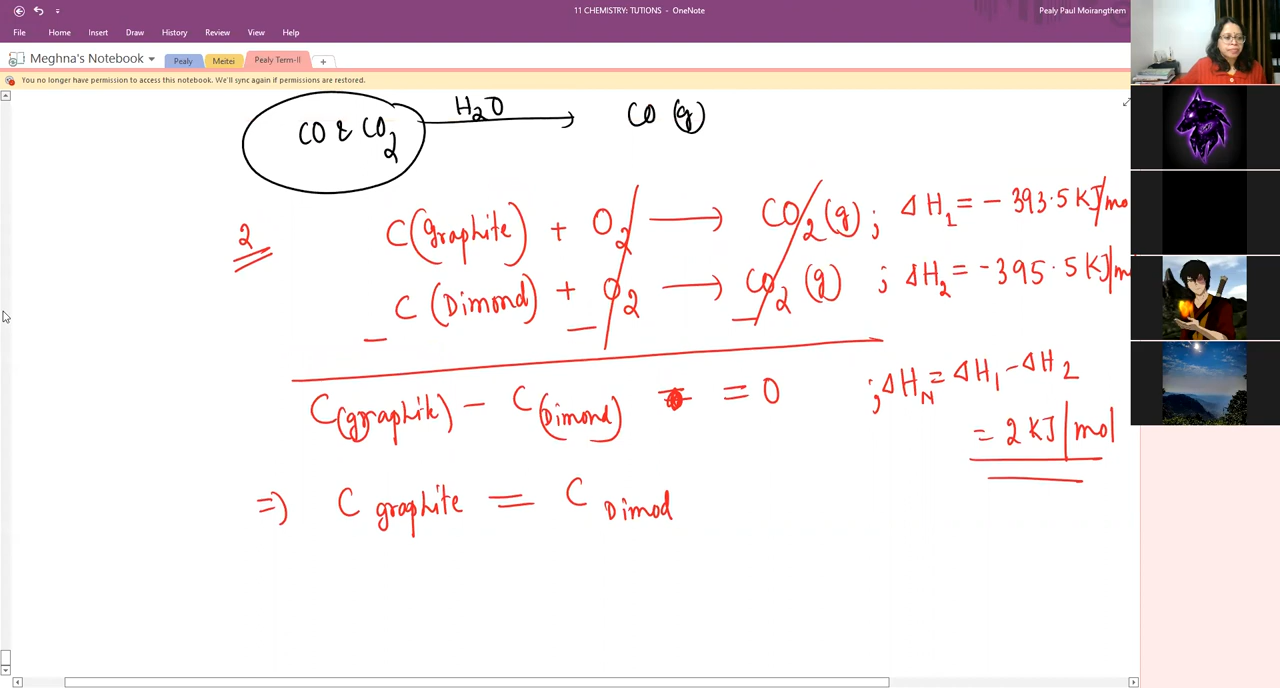 11 CHEMISTRY: TUTIONS - OneNote
Pealy Paul Moirangthem
File Home Insert Draw History Review View Help
Meghna's Notebook Pealy Meitei Pealy Term-II
You no longer have permission to access this notebook. We'll sync again if permissions are restored.
CO & CO2 H2O CO (g)
2
C(graphite) + O2 ⟶ CO2(g); ΔH1 = - 393.5 KJ/mo
C (Dimond) + O2 ⟶ CO2 (g) ; ΔH2 = -395.5 KJ/m
C(graphite) - C(Dimond) = 0 ; ΔHN = ΔH1 - ΔH2
= 2 KJ/mol
=) C graphite = C Dimod